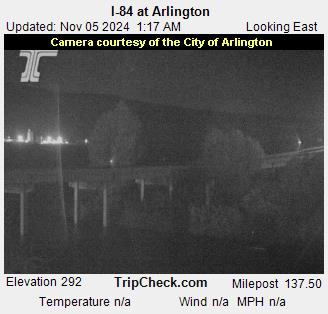 I-84 at Arlington
Updated: Nov 05 2024 1:17 AM Looking East
Camera courtesy of the City of Arlington
Elevation 292 TripCheck.com Milepost 137.50
Temperature n/a Wind n/a MPH n/a